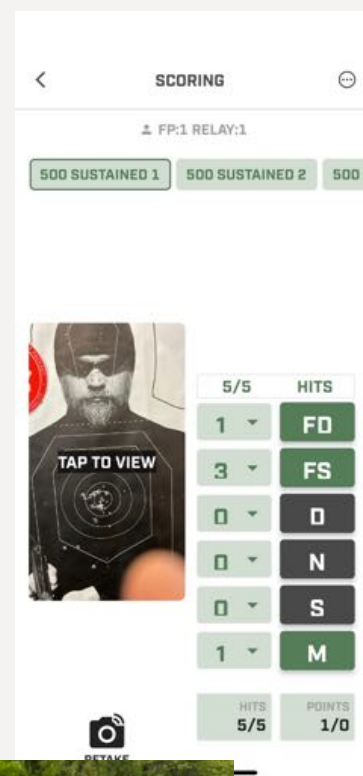 SCORING
FP:1 RELAY:1
500 SUSTAINED 1 500 SUSTAINED 2 500
TAP TO VIEW
5/5 HITS
1 FD
3 FS
0 D
0 N
0 S
1 M
HITS POINTS
5/5 1/0
RETAKE